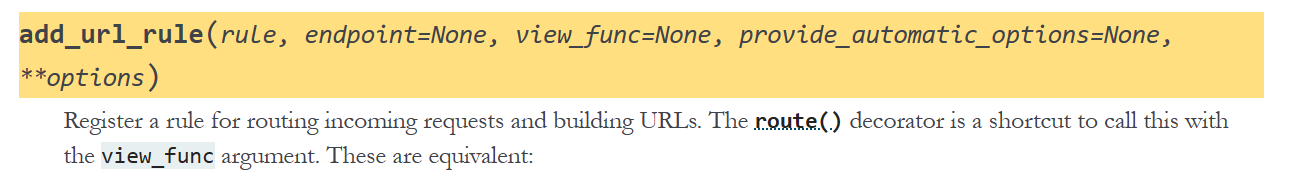 add_url_rule(rule, endpoint=None, view_func=None, provide_automatic_options=None,
**options)
Register a rule for routing incoming requests and building URLs. The route() decorator is a shortcut to call this with
the view_func argument. These are equivalent: